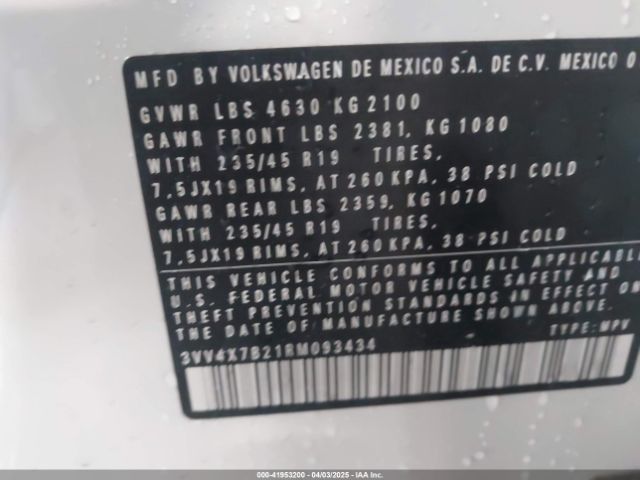 MFD BY VOLKSWAGEN DE MEXICO S.A. DE C.V. MEXICO 0
GVWR LBS 4630 KG 2100
GAWR FRONT LBS 2381, KG 1080
WITH 235/45 R19 TIRES,
7,5JX19 RIMS, AT 260 KPA, 38 PSI COLD
GAWR REAR LBS 2359, KG 1070
WITH 235/45 R19 TIRES,
7,5JX19 RIMS, AT 260 KPA, 38 PSI COLD
THIS VEHICLE CONFORMS TO ALL APPLICABLE
U.S. FEDERAL MOTOR VEHICLE SAFETY AND
THEFT PREVENTION STANDARDS IN EFFECT ON
THE DATE OF MANUFACTURE SHOWN ABOVE.
3VV4X7B21RM093434 TYPE: MPV
000-41953200 - 04/03/2025 - IAA Inc.